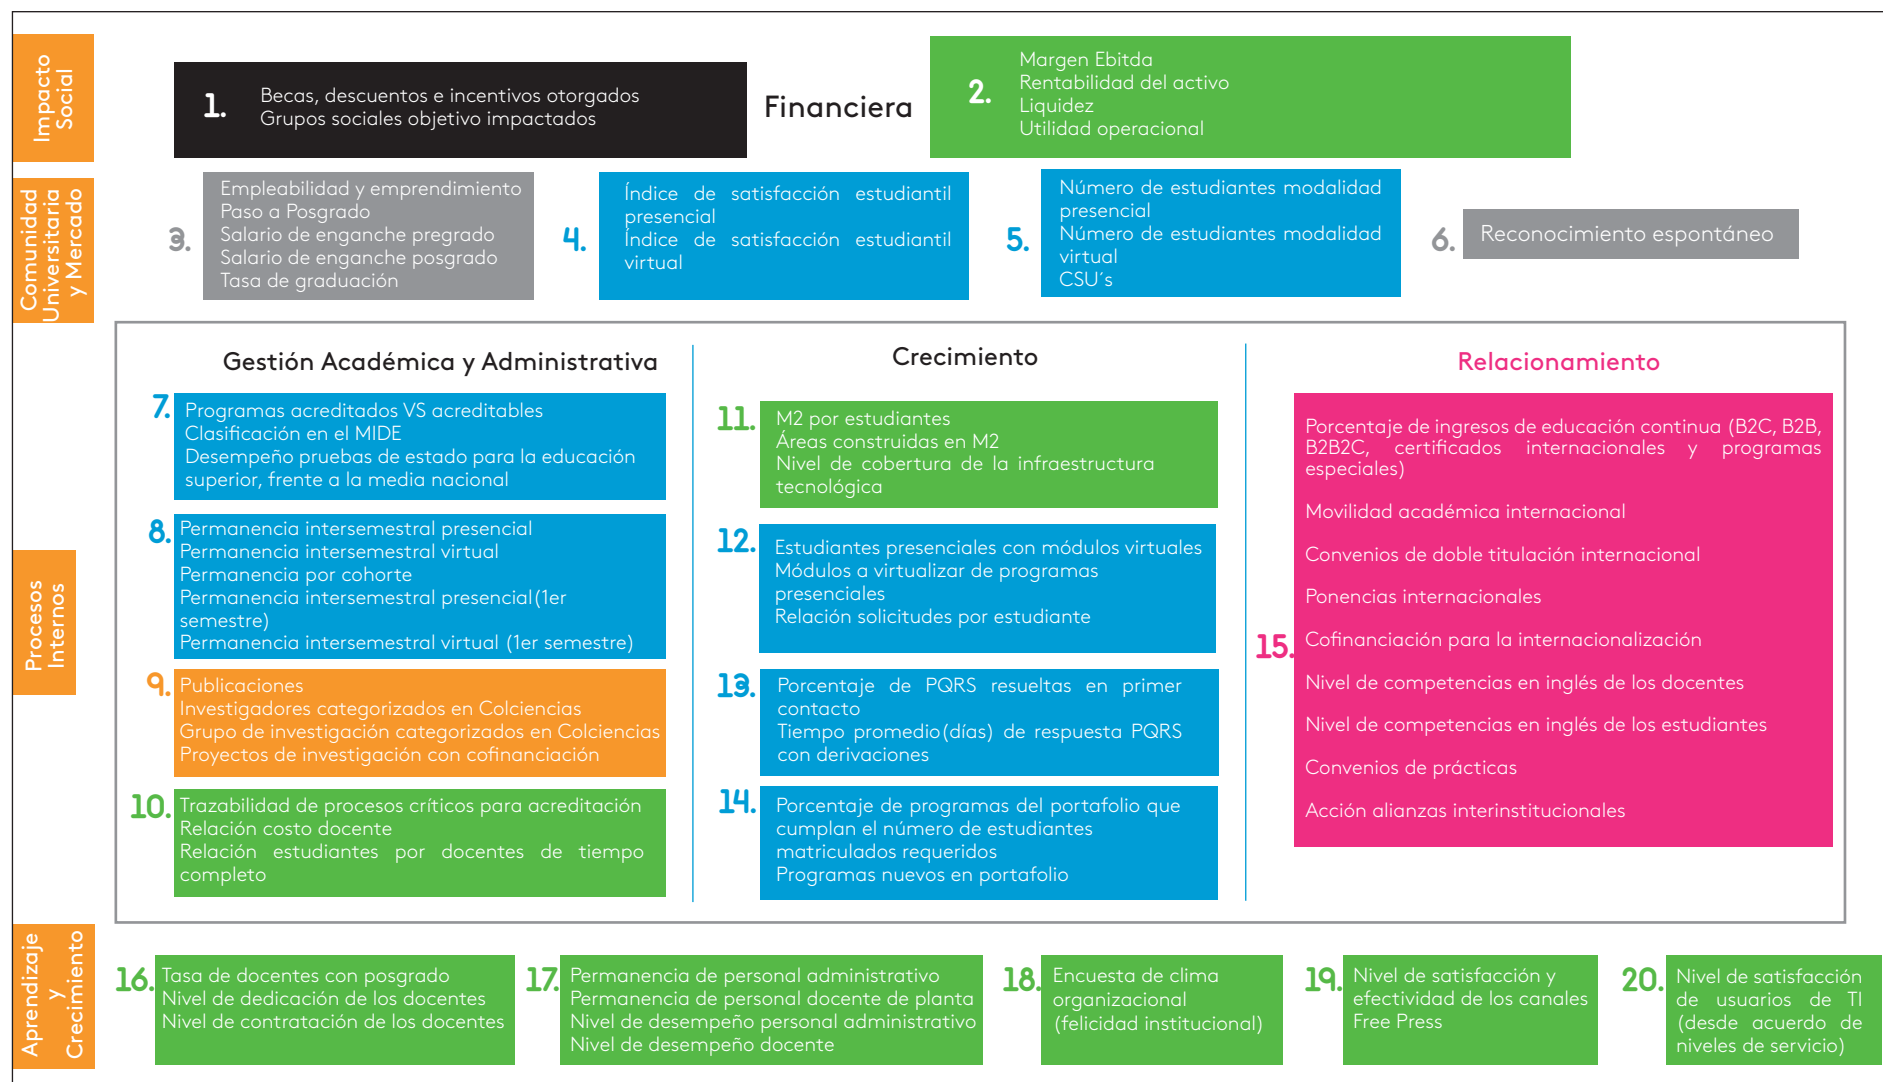 Impacto
Social
1.
Becas, descuentos e incentivos otorgados
Grupos sociales objetivo impactados
Financiera
2.
Margen Ebitda
Rentabilidad del activo
Liquidez
Utilidad operacional
Comunidad
Universitaria
y Mercado
3.
Empleabilidad y emprendimiento
Paso a Posgrado
Salario de enganche pregrado
Salario de enganche posgrado
Tasa de graduación
4.
Índice de satisfacción estudiantil
presencial
Índice de satisfacción estudiantil
virtual
5.
Número de estudiantes modalidad
presencial
Número de estudiantes modalidad
virtual
CSU´s
6.
Reconocimiento espontáneo
Procesos
Internos
Gestión Académica y Administrativa
7.
Programas acreditados VS acreditables
Clasificación en el MIDE
Desempeño pruebas de estado para la educación
superior, frente a la media nacional
8.
Permanencia intersemestral presencial
Permanencia intersemestral virtual
Permanencia por cohorte
Permanencia intersemestral presencial(1er
semestre)
Permanencia intersemestral virtual (1er semestre)
9.
Publicaciones
Investigadores categorizados en Colciencias
Grupo de investigación categorizados en Colciencias
Proyectos de investigación con cofinanciación
10.
Trazabilidad de procesos críticos para acreditación
Relación costo docente
Relación estudiantes por docentes de tiempo
completo
Crecimiento
11.
M2 por estudiantes
Áreas construidas en M2
Nivel de cobertura de la infraestructura
tecnológica
12.
Estudiantes presenciales con módulos virtuales
Módulos a virtualizar de programas
presenciales
Relación solicitudes por estudiante
13.
Porcentaje de PQRS resueltas en primer
contacto
Tiempo promedio(días) de respuesta PQRS
con derivaciones
14.
Porcentaje de programas del portafolio que
cumplan el número de estudiantes
matriculados requeridos
Programas nuevos en portafolio
Relacionamiento
15.
Porcentaje de ingresos de educación continua (B2C, B2B,
B2B2C, certificados internacionales y programas
especiales)
Movilidad académica internacional
Convenios de doble titulación internacional
Ponencias internacionales
Cofinanciación para la internacionalización
Nivel de competencias en inglés de los docentes
Nivel de competencias en inglés de los estudiantes
Convenios de prácticas
Acción alianzas interinstitucionales
Aprendizaje
y
Crecimiento
16.
Tasa de docentes con posgrado
Nivel de dedicación de los docentes
Nivel de contratación de los docentes
17.
Permanencia de personal administrativo
Permanencia de personal docente de planta
Nivel de desempeño personal administrativo
Nivel de desempeño docente
18.
Encuesta de clima
organizacional
(felicidad institucional)
19.
Nivel de satisfacción y
efectividad de los canales
Free Press
20.
Nivel de satisfacción
de usuarios de TI
(desde acuerdo de
niveles de servicio)